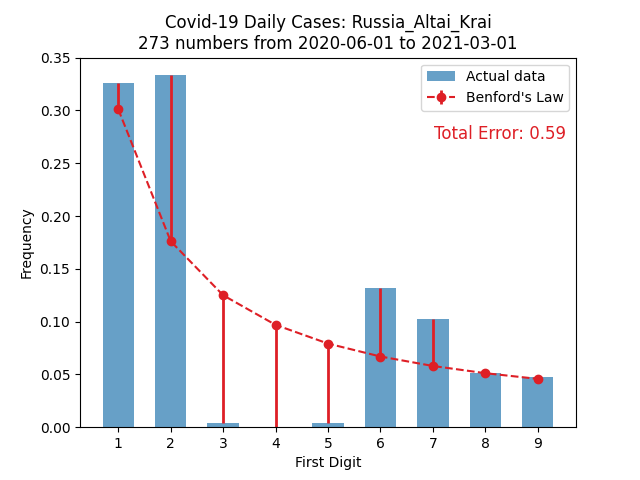 Covid-19 Daily Cases: Russia_Altai_Krai
273 numbers from 2020-06-01 to 2021-03-01
Actual data
Benford's Law
Total Error: 0.59
Frequency
0.35
0.30
0.25
0.20
0.15
0.10
0.05
0.00
1 2 3 4 5 6 7 8 9
First Digit